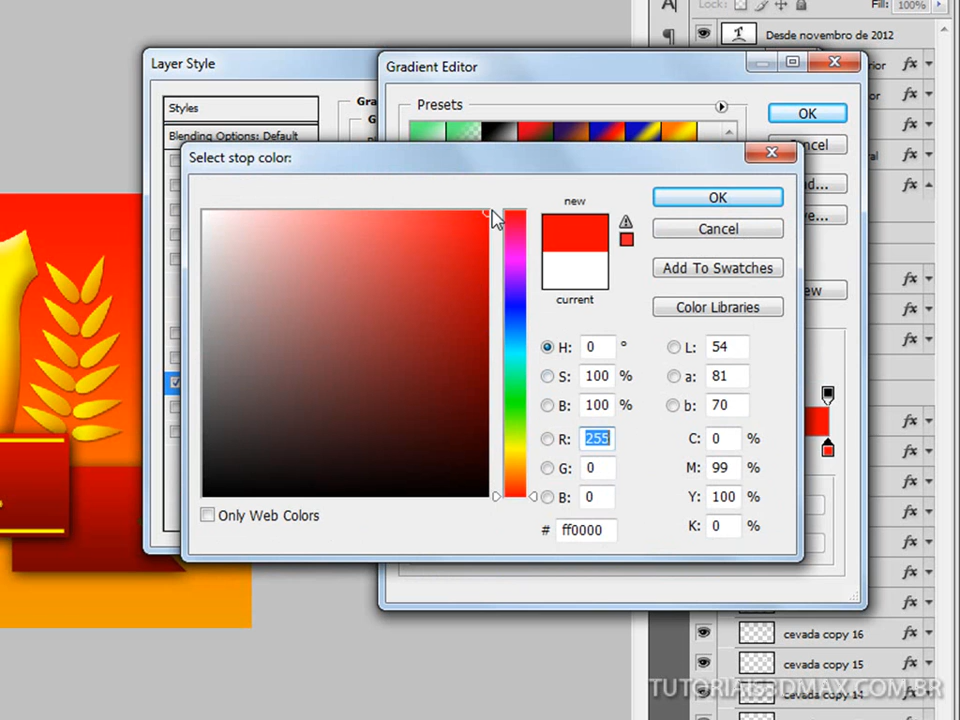 Lock:
Fill: 100%
Desde novembro de 2012
Layer Style
Gradient Editor
Styles
Presets
OK
Blending Options: Default
Select stop color:
new
OK
Cancel
current
Add To Swatches
Color Libraries
H: 0 °
L: 54
S: 100 %
a: 81
B: 100 %
b: 70
R: 255
C: 0 %
G: 0
M: 99 %
B: 0
Y: 100 %
# ff0000
K: 0 %
Only Web Colors
cevada copy 16
cevada copy 15
cevada copy 14
TUTORIAIS3DMAX.COM.BR